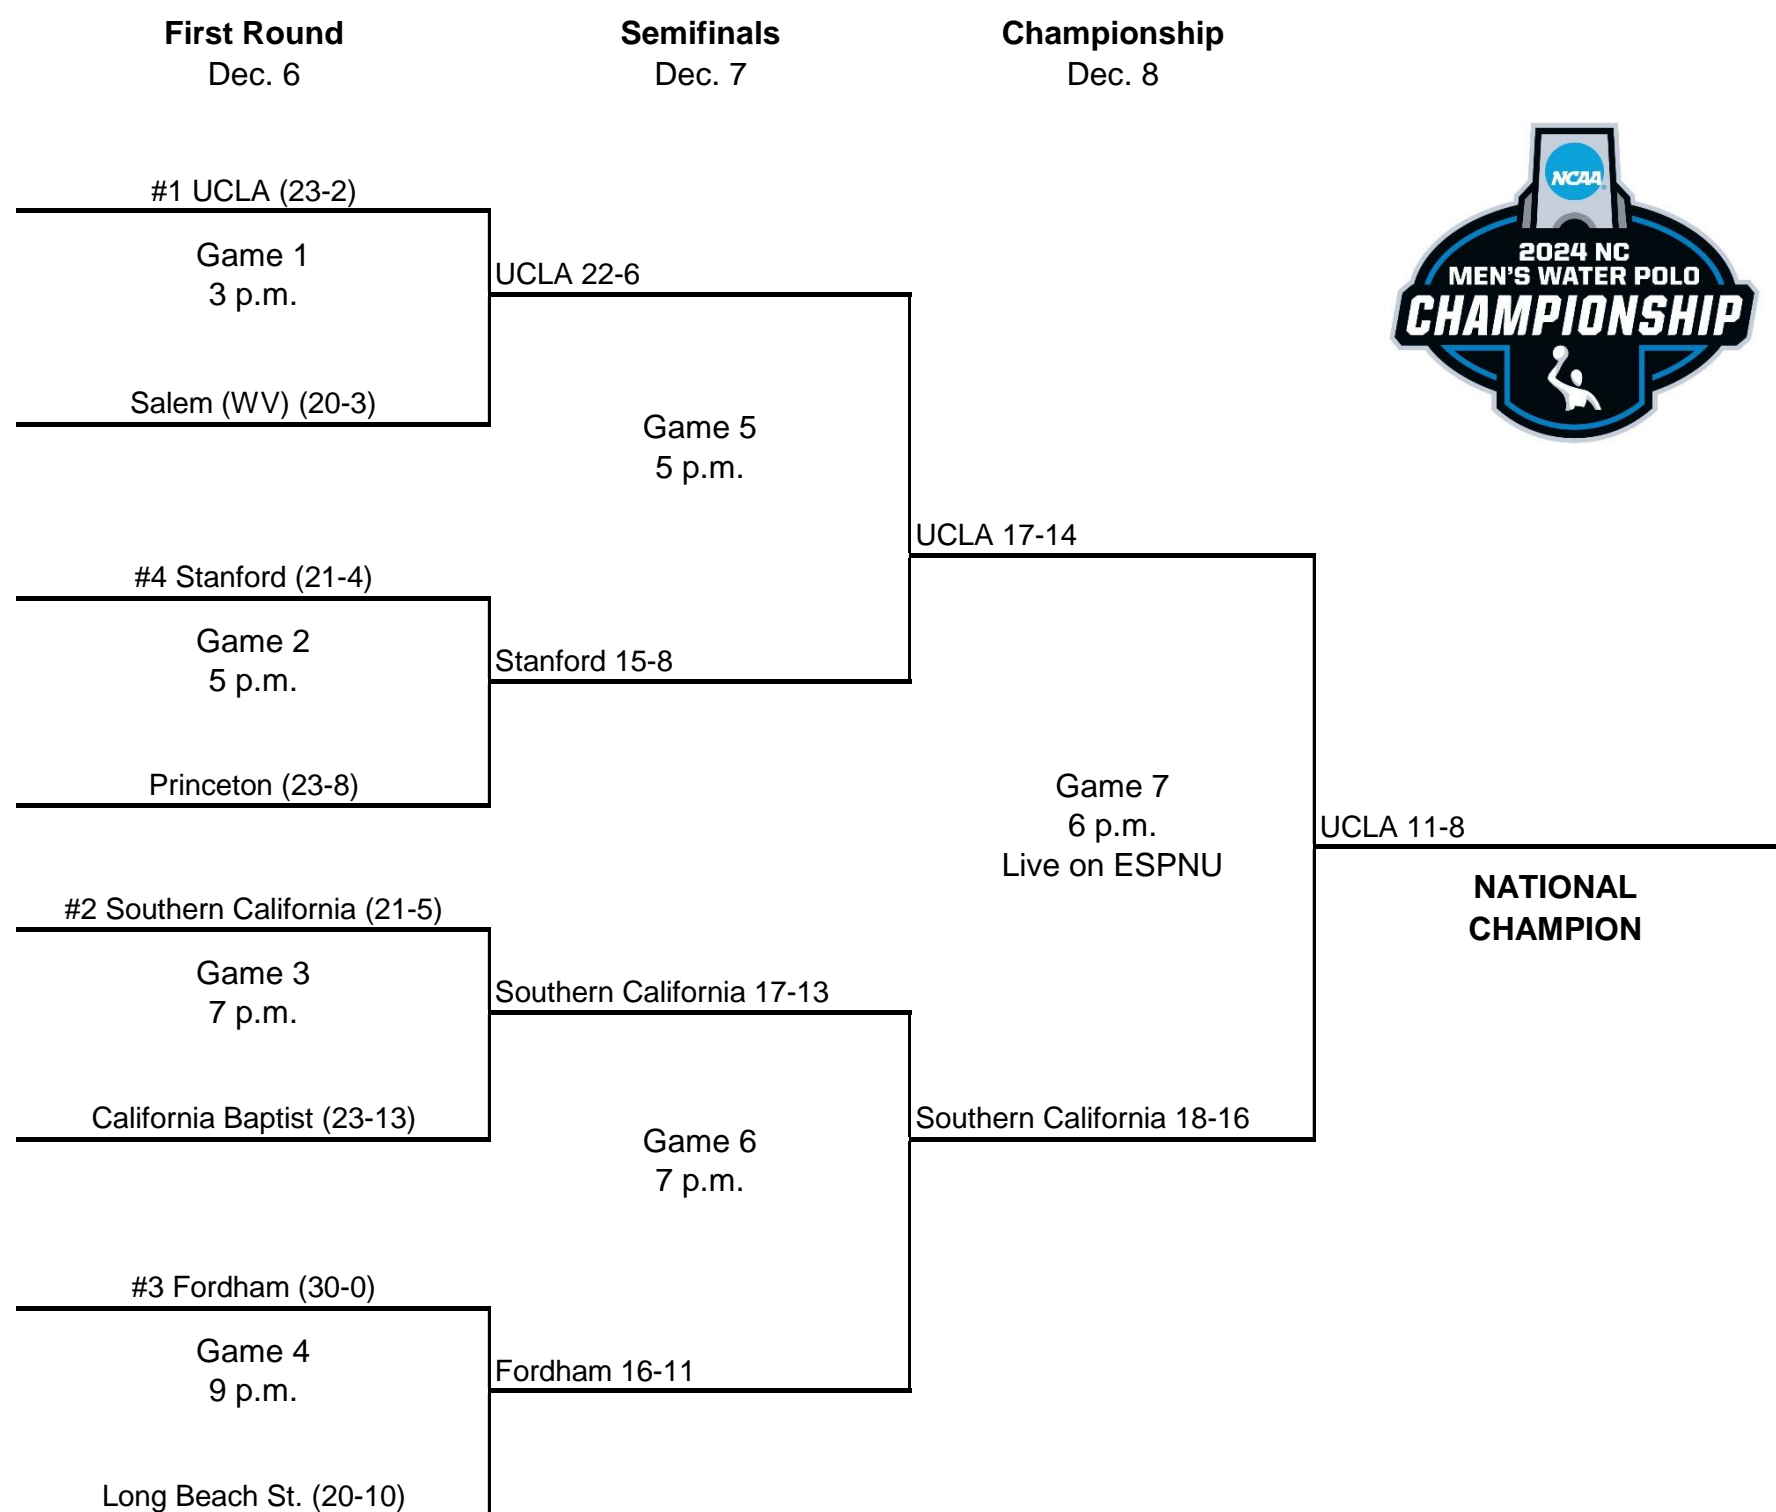 First Round
Dec. 6
Semifinals
Dec. 7
Championship
Dec. 8
NCAA
2024 NC
MEN'S WATER POLO
CHAMPIONSHIP
#1 UCLA (23-2)
Game 1
3 p.m.
Salem (WV) (20-3)
UCLA 22-6
Game 5
5 p.m.
#4 Stanford (21-4)
Game 2
5 p.m.
Princeton (23-8)
Stanford 15-8
UCLA 17-14
Game 7
6 p.m.
Live on ESPNU
UCLA 11-8
NATIONAL
CHAMPION
#2 Southern California (21-5)
Game 3
7 p.m.
California Baptist (23-13)
Southern California 17-13
Game 6
7 p.m.
Southern California 18-16
#3 Fordham (30-0)
Game 4
9 p.m.
Long Beach St. (20-10)
Fordham 16-11